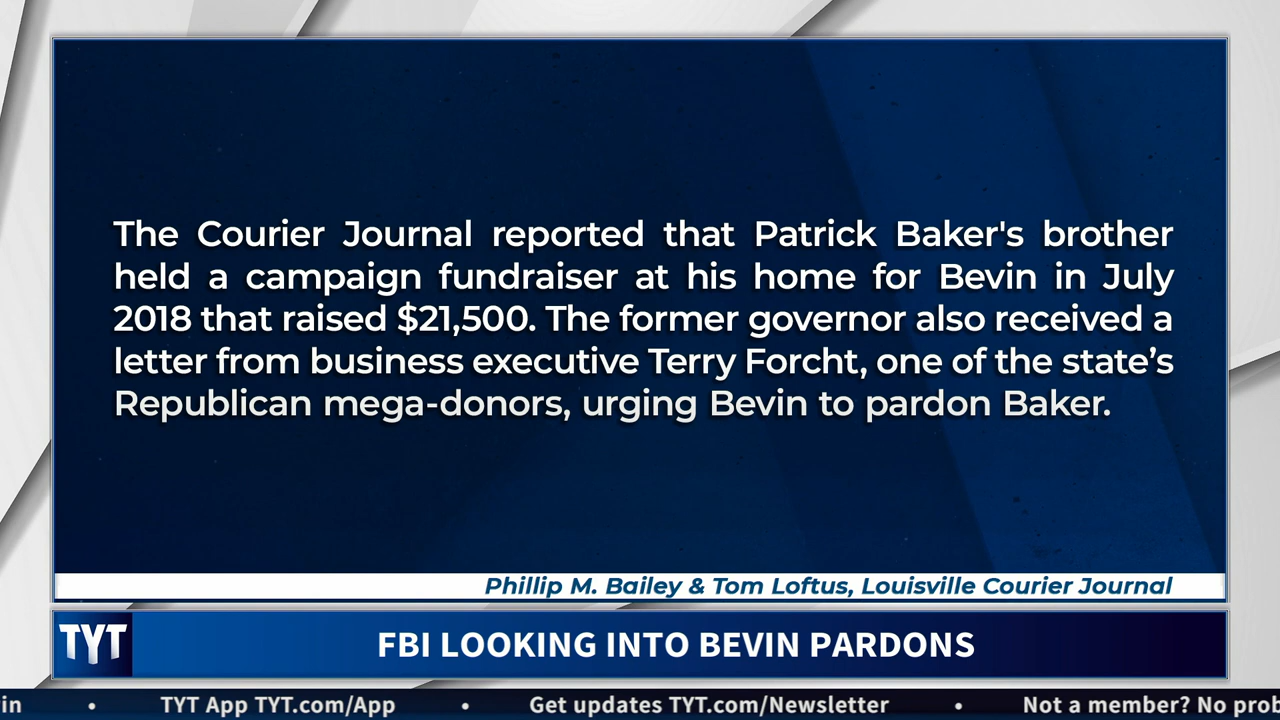 The Courier Journal reported that Patrick Baker's brother
held a campaign fundraiser at his home for Bevin in July
2018 that raised $21,500. The former governor also received a
letter from business executive Terry Forcht, one of the state’s
Republican mega-donors, urging Bevin to pardon Baker.
Phillip M. Bailey & Tom Loftus, Louisville Courier Journal
TYT
FBI LOOKING INTO BEVIN PARDONS
in • TYT App TYT.com/App • Get updates TYT.com/Newsletter • Not a member? No prob